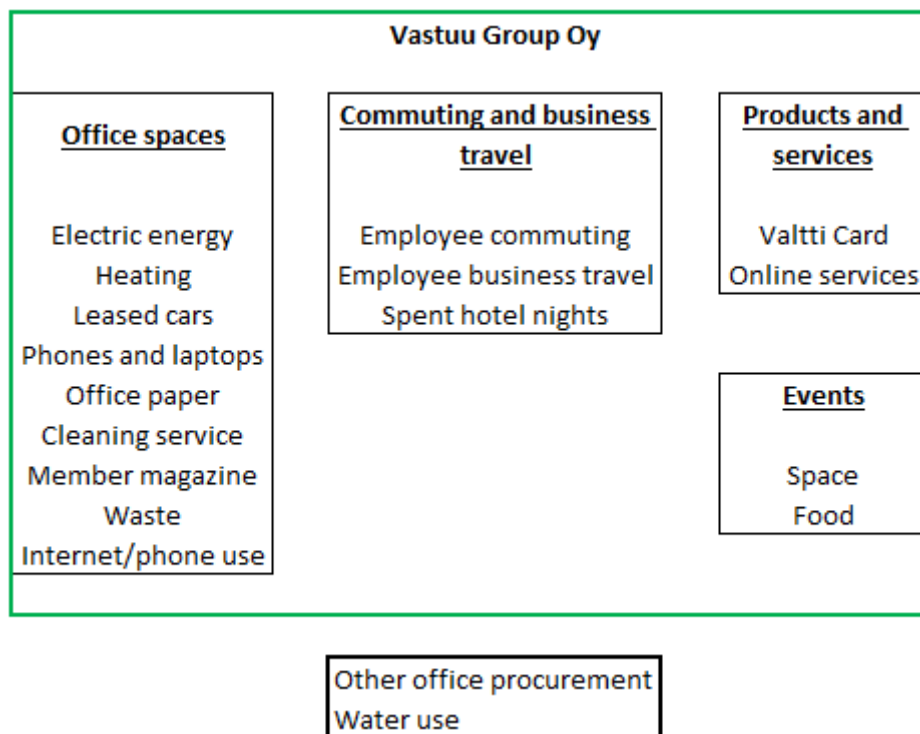 Vastuu Group Oy
Office spaces
Electric energy
Heating
Leased cars
Phones and laptops
Office paper
Cleaning service
Member magazine
Waste
Internet/phone use
Commuting and business
travel
Employee commuting
Employee business travel
Spent hotel nights
Products and
services
Valtti Card
Online services
Events
Space
Food
Other office procurement
Water use